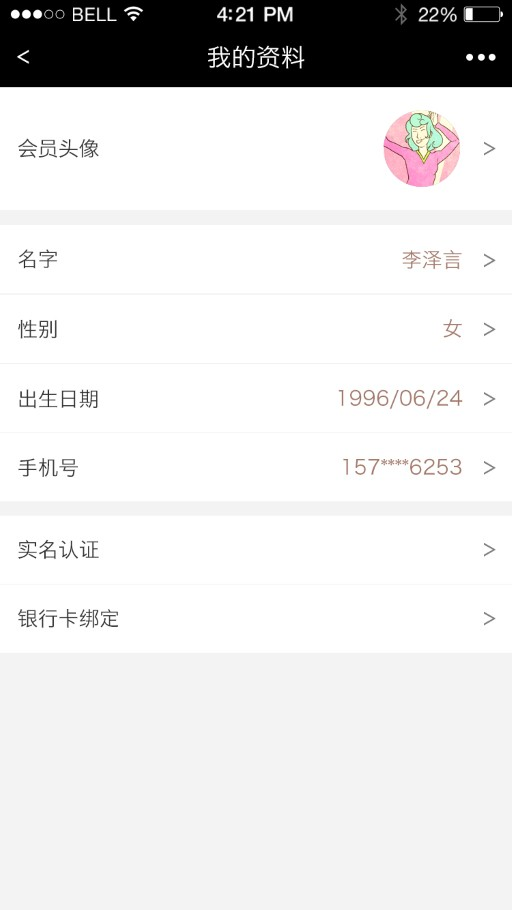 BELL 4:21 PM 22%
< 我的资料 •••
会员头像 >
名字 李泽言 >
性别 女 >
出生日期 1996/06/24 >
手机号 157****6253 >
实名认证 >
银行卡绑定 >